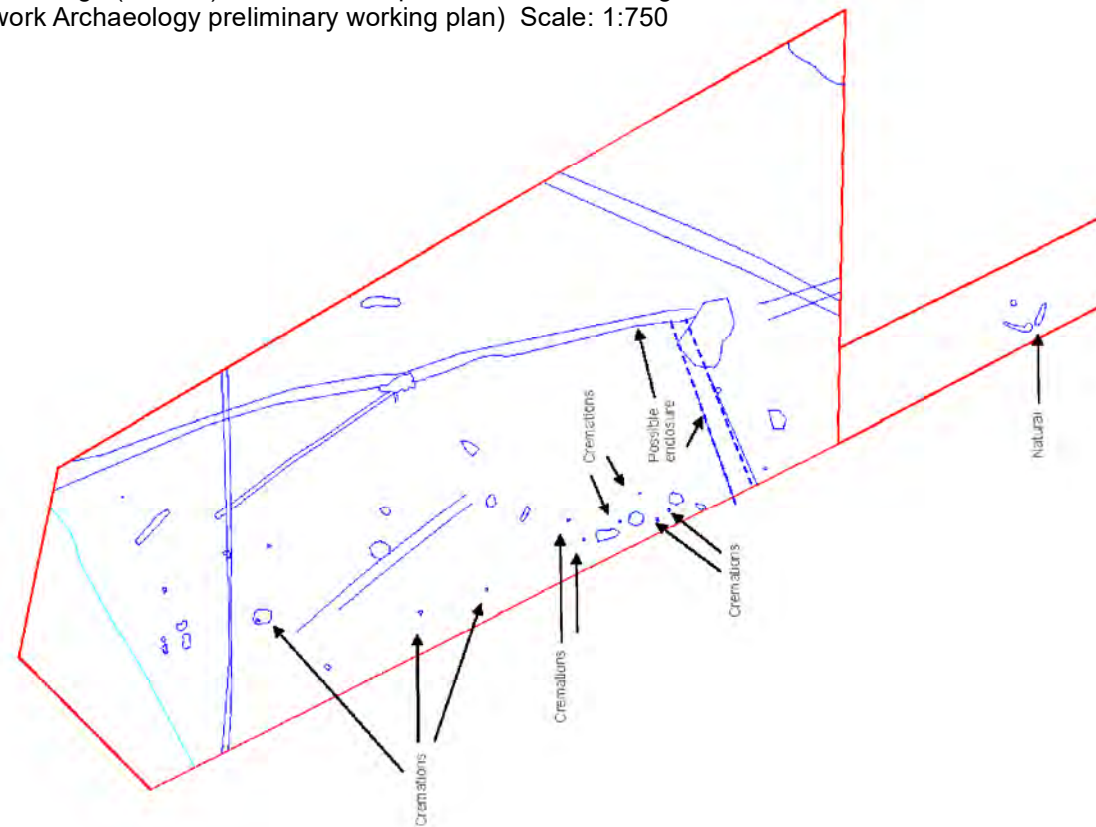 work Archaeology preliminary working plan) Scale: 1:750
Cremations
Possible
enclosure
Cremations
Cremations
Cremations
Natural